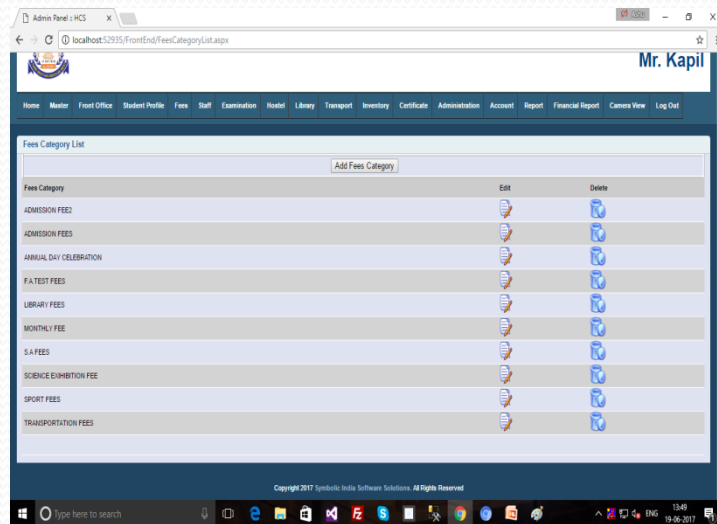 Admin Panel :: HCS
localhost:52935/FrontEnd/FeesCategoryList.aspx
Mr. Kapil
Home Master Front Office Student Profile Fees Staff Examination Hostel Library Transport Inventory Certificate Administration Account Report Financial Report Camera View Log Out
Fees Category List
Add Fees Category
Fees Category Edit Delete
ADMISSION FEE2
ADMISSION FEES
ANNUAL DAY CELEBRATION
F.A TEST FEES
LIBRARY FEES
MONTHLY FEE
S.A FEES
SCIENCE EXIHIBITION FEE
SPORT FEES
TRANSPORTATION FEES
Copyright 2017 Symbolic India Software Solutions. All Rights Reserved
Type here to search
ENG
13:49
19-06-2017